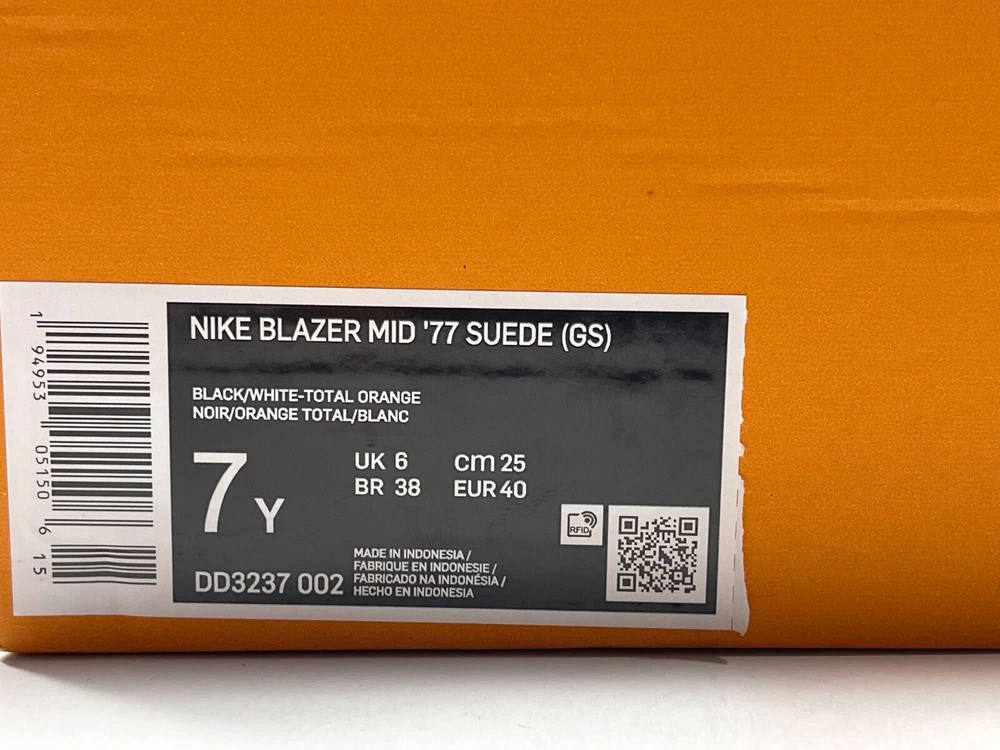 1 94953 05150 6 15
NIKE BLAZER MID '77 SUEDE (GS)
BLACK/WHITE-TOTAL ORANGE
NOIR/ORANGE TOTAL/BLANC
7Y
UK 6 cm 25
BR 38 EUR 40
RFID
DD3237 002
MADE IN INDONESIA /
FABRIQUE EN INDONESIE /
FABRICADO NA INDONÉSIA /
HECHO EN INDONESIA